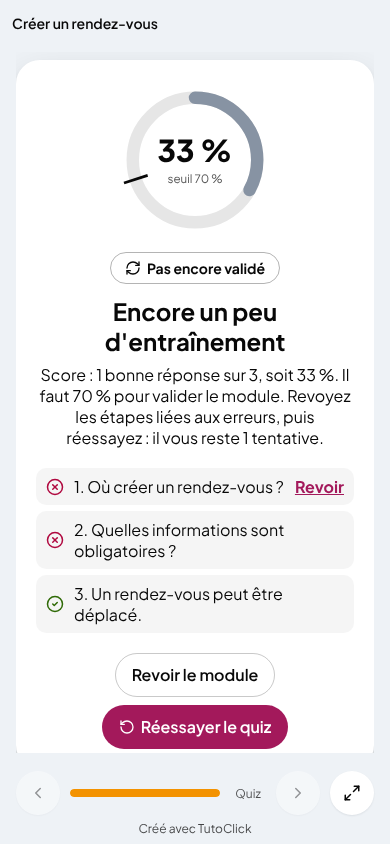 Créer un rendez-vous
33 %
seuil 70 %
Pas encore validé
Encore un peu
d'entraînement
Score : 1 bonne réponse sur 3, soit 33 %. Il
faut 70 % pour valider le module. Revoyez
les étapes liées aux erreurs, puis
réessayez : il vous reste 1 tentative.
1. Où créer un rendez-vous ? Revoir
2. Quelles informations sont
obligatoires ?
3. Un rendez-vous peut être
déplacé.
Revoir le module
Réessayer le quiz
Quiz
Créé avec TutoClick